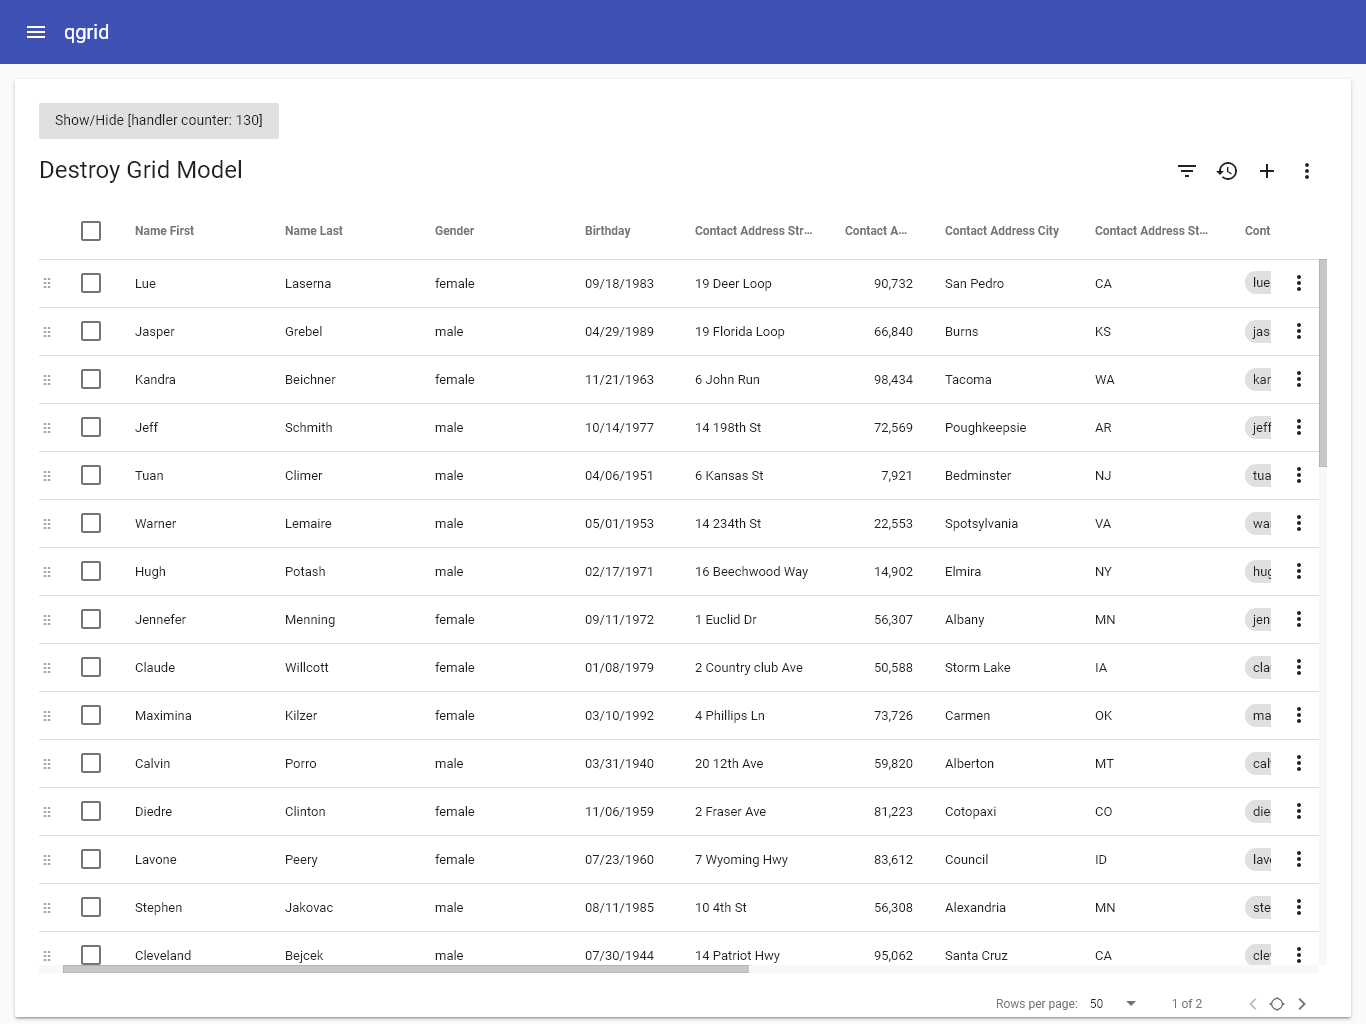 qgrid
Show/Hide [handler counter: 130]
Destroy Grid Model
Name First Name Last Gender Birthday Contact Address Str... Contact A... Contact Address City Contact Address St... Cont
Lue Laserna female 09/18/1983 19 Deer Loop 90,732 San Pedro CA lue
Jasper Grebel male 04/29/1989 19 Florida Loop 66,840 Burns KS jas
Kandra Beichner female 11/21/1963 6 John Run 98,434 Tacoma WA kar
Jeff Schmith male 10/14/1977 14 198th St 72,569 Poughkeepsie AR jeff
Tuan Climer male 04/06/1951 6 Kansas St 7,921 Bedminster NJ tua
Warner Lemaire male 05/01/1953 14 234th St 22,553 Spotsylvania VA wa
Hugh Potash male 02/17/1971 16 Beechwood Way 14,902 Elmira NY hug
Jennefer Menning female 09/11/1972 1 Euclid Dr 56,307 Albany MN jen
Claude Willcott female 01/08/1979 2 Country club Ave 50,588 Storm Lake IA cla
Maximina Kilzer female 03/10/1992 4 Phillips Ln 73,726 Carmen OK ma
Calvin Porro male 03/31/1940 20 12th Ave 59,820 Alberton MT cal
Diedre Clinton female 11/06/1959 2 Fraser Ave 81,223 Cotopaxi CO die
Lavone Peery female 07/23/1960 7 Wyoming Hwy 83,612 Council ID lav
Stephen Jakovac male 08/11/1985 10 4th St 56,308 Alexandria MN ste
Cleveland Bejcek male 07/30/1944 14 Patriot Hwy 95,062 Santa Cruz CA cle
Rows per page: 50 1 of 2